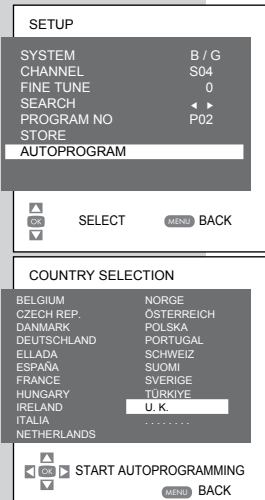 SETUP
SYSTEM B / G
CHANNEL S04
FINE TUNE 0
SEARCH ◂ ▸
PROGRAM NO P02
STORE
AUTOPROGRAM
OK SELECT MENU BACK
COUNTRY SELECTION
BELGIUM NORGE
CZECH REP. ÖSTERREICH
DANMARK POLSKA
DEUTSCHLAND PORTUGAL
ELLADA SCHWEIZ
ESPAÑA SUOMI
FRANCE SVERIGE
HUNGARY TÜRKIYE
IRELAND U. K.
ITALIA . . . . . . . .
NETHERLANDS
OK START AUTOPROGRAMMING
MENU BACK